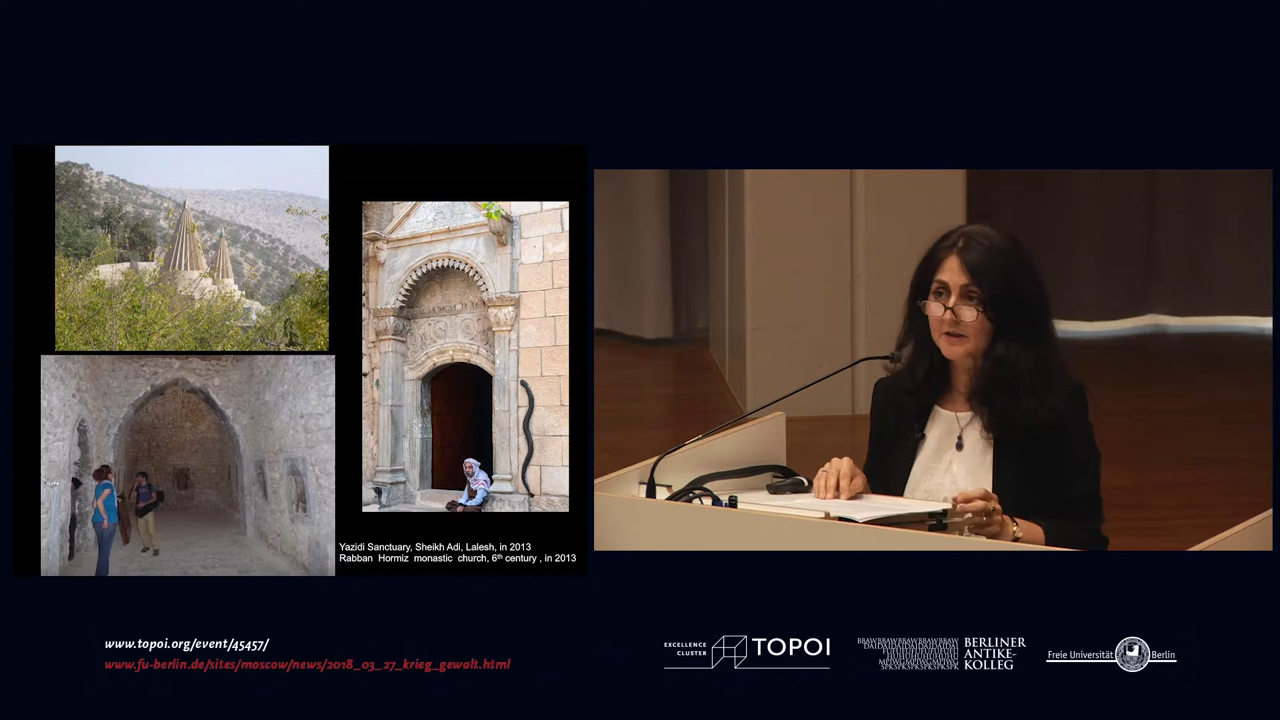 Yazidi Sanctuary, Sheikh Adi, Lalesh, in 2013
Rabban Hormiz monastic church, 6th century , in 2013
www.topoi.org/event/45457/
www.fu-berlin.de/sites/moscow/news/2018_03_27_krieg_gewalt.html
EXCELLENCE
CLUSTER
TOPOI
BERLINER
ANTIKE-
KOLLEG
Freie Universität
Berlin